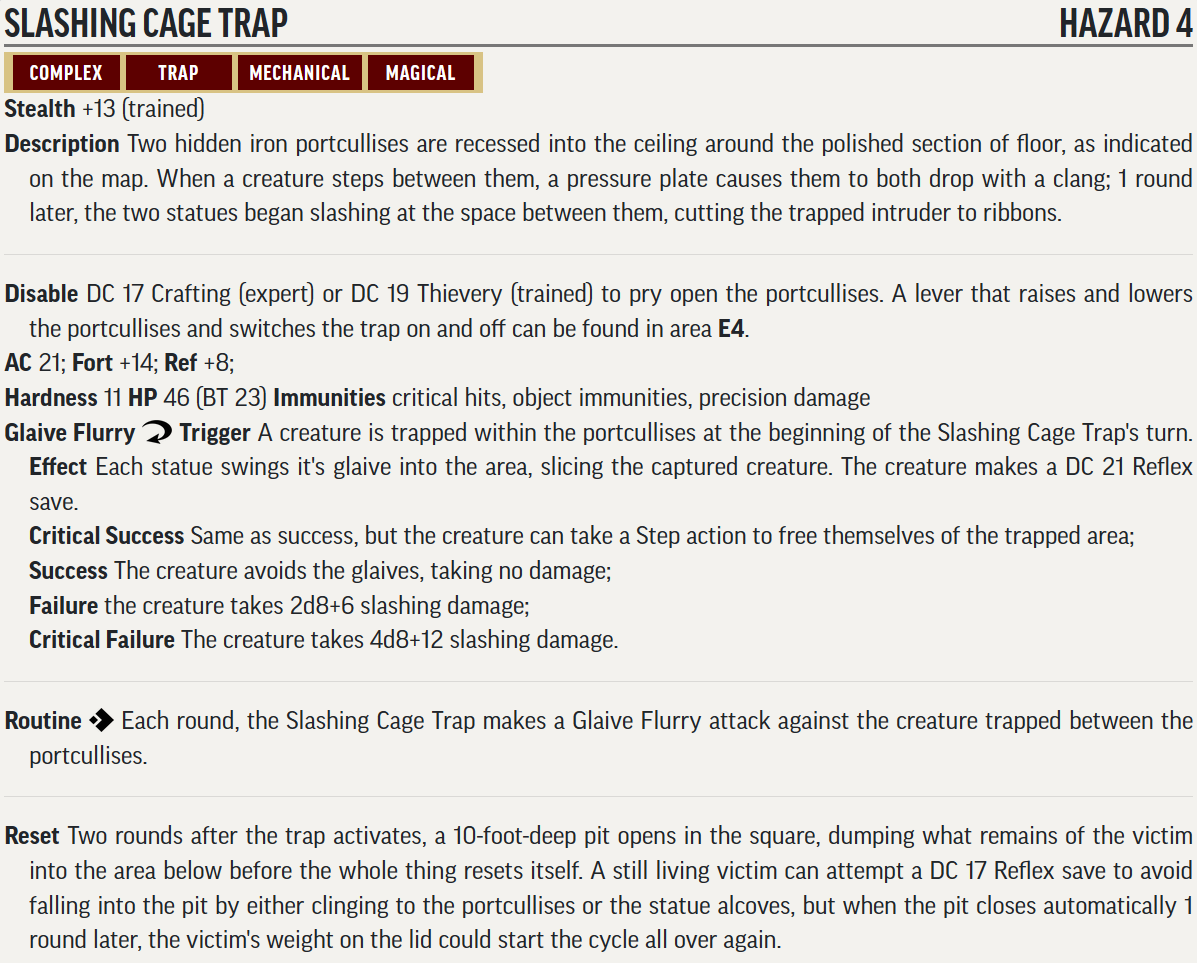 SLASHING CAGE TRAP HAZARD 4
COMPLEX TRAP MECHANICAL MAGICAL
Stealth +13 (trained)
Description Two hidden iron portcullises are recessed into the ceiling around the polished section of floor, as indicated
on the map. When a creature steps between them, a pressure plate causes them to both drop with a clang; 1 round
later, the two statues began slashing at the space between them, cutting the trapped intruder to ribbons.
Disable DC 17 Crafting (expert) or DC 19 Thievery (trained) to pry open the portcullises. A lever that raises and lowers
the portcullises and switches the trap on and off can be found in area E4.
AC 21; Fort +14; Ref +8;
Hardness 11 HP 46 (BT 23) Immunities critical hits, object immunities, precision damage
Glaive Flurry Trigger A creature is trapped within the portcullises at the beginning of the Slashing Cage Trap's turn.
Effect Each statue swings it's glaive into the area, slicing the captured creature. The creature makes a DC 21 Reflex
save.
Critical Success Same as success, but the creature can take a Step action to free themselves of the trapped area;
Success The creature avoids the glaives, taking no damage;
Failure the creature takes 2d8+6 slashing damage;
Critical Failure The creature takes 4d8+12 slashing damage.
Routine Each round, the Slashing Cage Trap makes a Glaive Flurry attack against the creature trapped between the
portcullises.
Reset Two rounds after the trap activates, a 10-foot-deep pit opens in the square, dumping what remains of the victim
into the area below before the whole thing resets itself. A still living victim can attempt a DC 17 Reflex save to avoid
falling into the pit by either clinging to the portcullises or the statue alcoves, but when the pit closes automatically 1
round later, the victim's weight on the lid could start the cycle all over again.